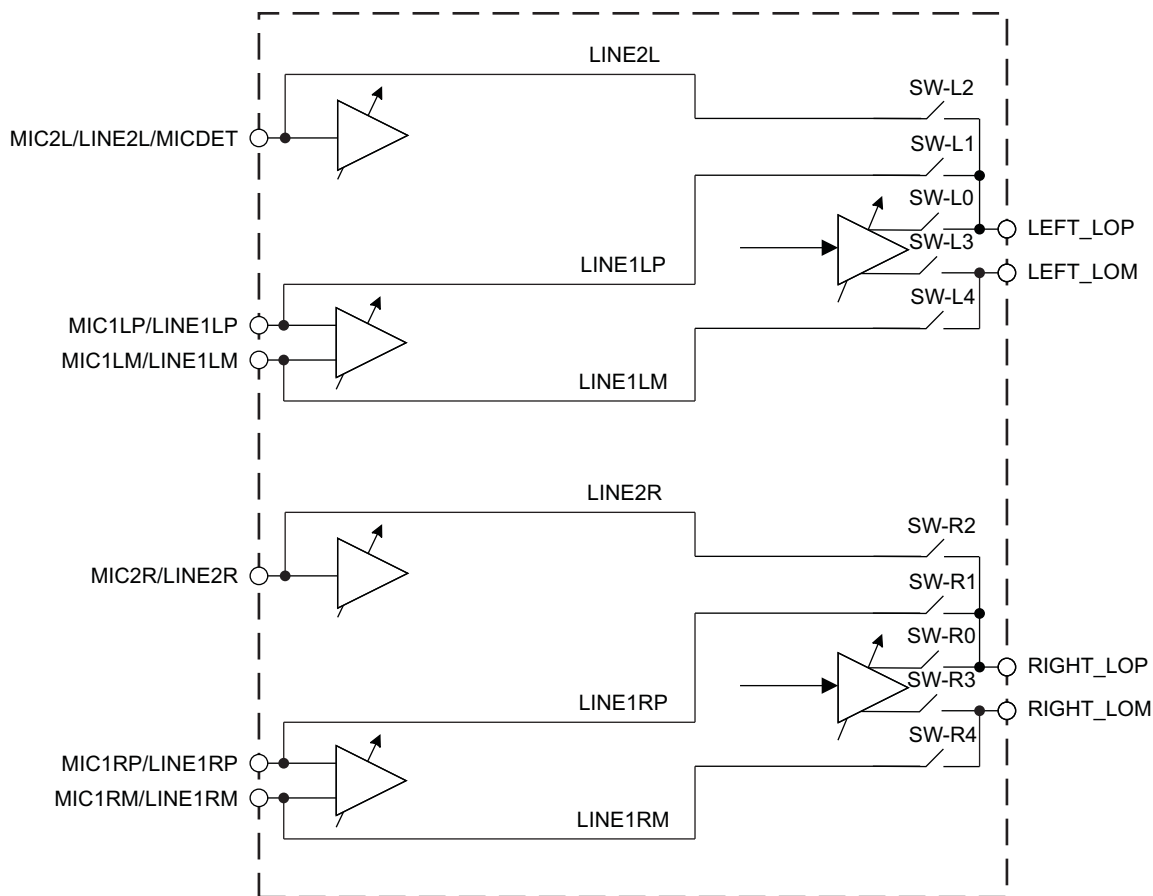 LINE2L
SW-L2
MIC2L/LINE2L/MICDET
SW-L1
SW-L0
LEFT_LOP
SW-L3
LINE1LP
LEFT_LOM
SW-L4
MIC1LP/LINE1LP
MIC1LM/LINE1LM
LINE1LM
LINE2R
SW-R2
MIC2R/LINE2R
SW-R1
SW-R0
RIGHT_LOP
SW-R3
LINE1RP
RIGHT_LOM
SW-R4
MIC1RP/LINE1RP
MIC1RM/LINE1RM
LINE1RM